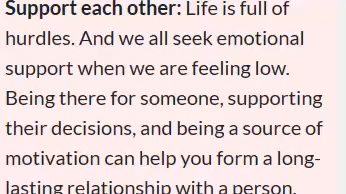 Support each other: Life is full of
hurdles. And we all seek emotional
support when we are feeling low.
Being there for someone, supporting
their decisions, and being a source of
motivation can help you form a long-
lasting relationship with a person.